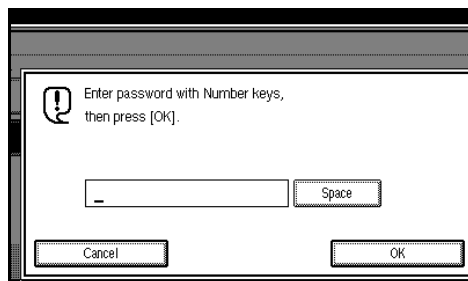 Enter password with Number keys,
then press [OK].
Space
Cancel
OK